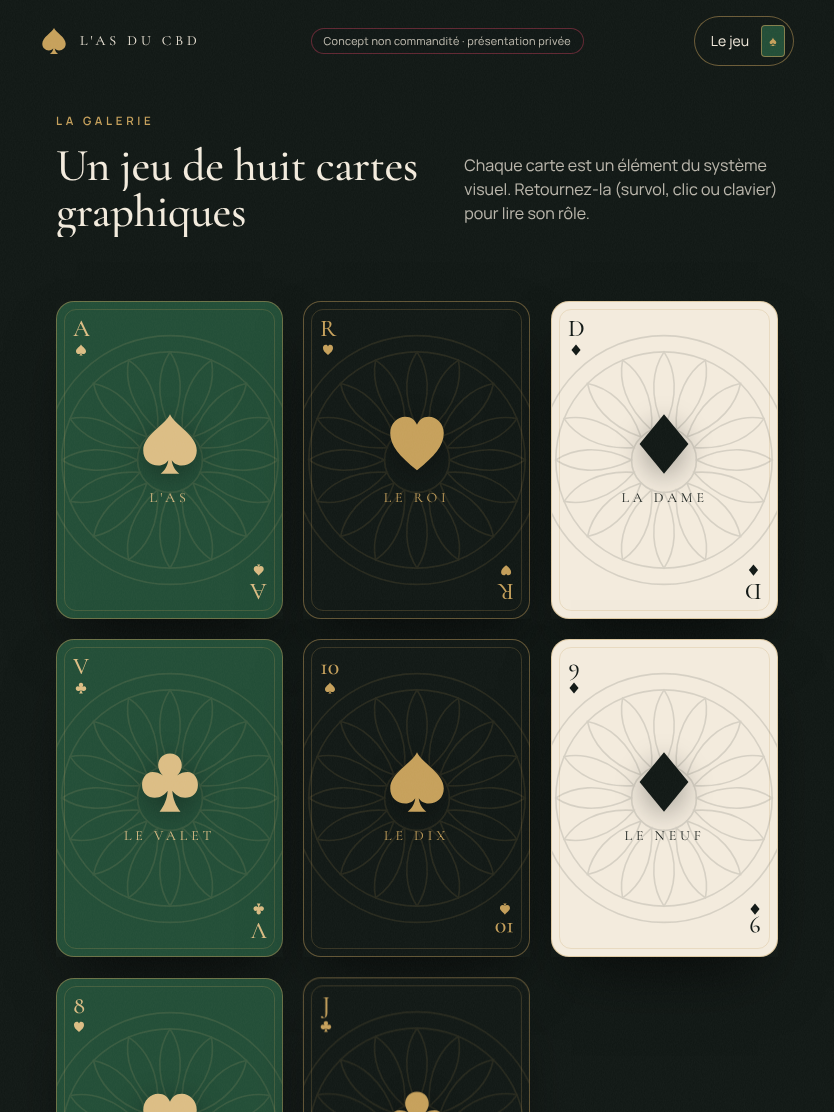 L'AS DU CBD
Concept non commandité · présentation privée
Le jeu
LA GALERIE
Un jeu de huit cartes
graphiques
Chaque carte est un élément du système
visuel. Retournez-la (survol, clic ou clavier)
pour lire son rôle.
A
L'AS
A
R
LE ROI
R
D
LA DAME
D
V
LE VALET
V
10
LE DIX
10
9
LE NEUF
9
8
J